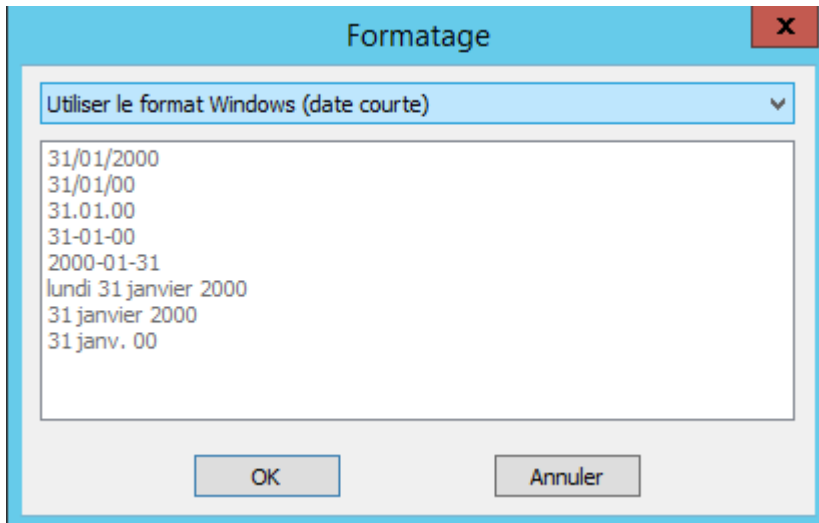 Formatage
x
Utiliser le format Windows (date courte)
31/01/2000
31/01/00
31.01.00
31-01-00
2000-01-31
lundi 31 janvier 2000
31 janvier 2000
31 janv. 00
OK
Annuler